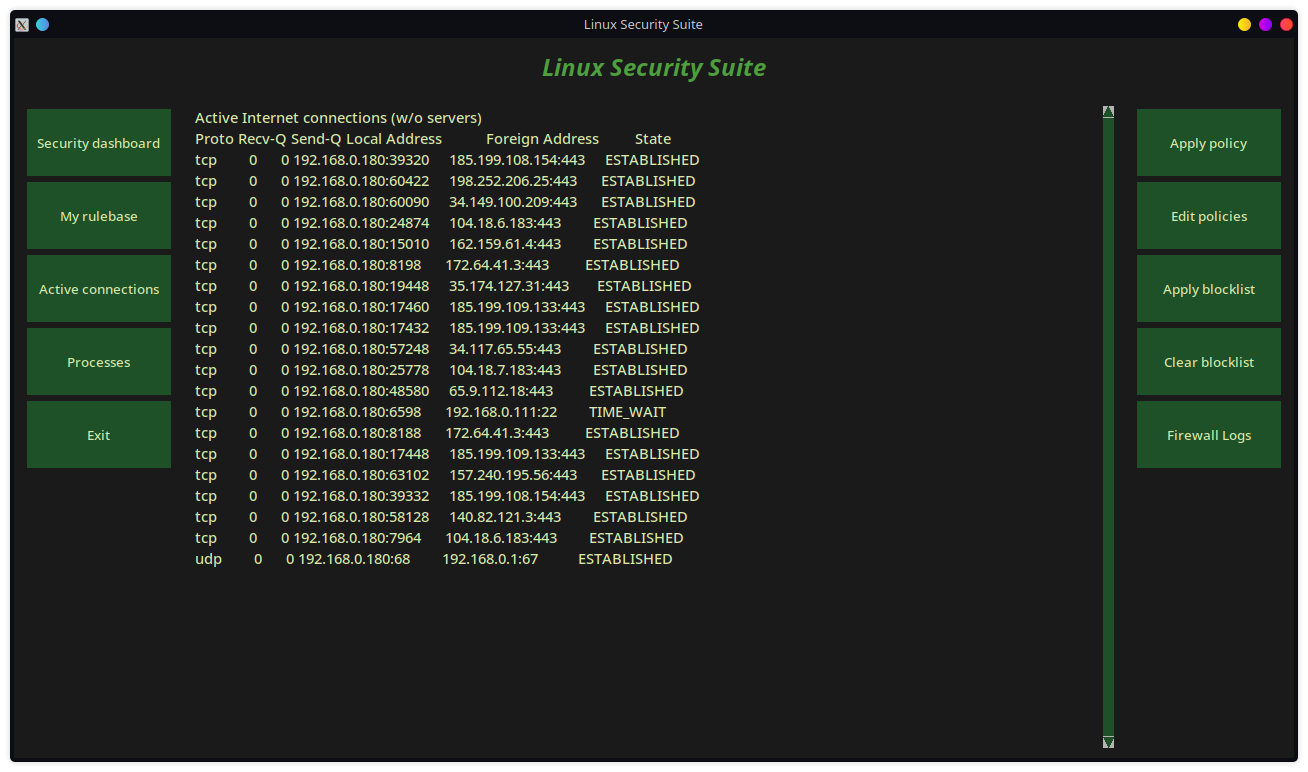 Linux Security Suite
Linux Security Suite
Security dashboard
My rulebase
Active connections
Processes
Exit
Active Internet connections (w/o servers)
Proto Recv-Q Send-Q Local Address Foreign Address State
tcp 0 0 192.168.0.180:39320 185.199.108.154:443 ESTABLISHED
tcp 0 0 192.168.0.180:60422 198.252.206.25:443 ESTABLISHED
tcp 0 0 192.168.0.180:60090 34.149.100.209:443 ESTABLISHED
tcp 0 0 192.168.0.180:24874 104.18.6.183:443 ESTABLISHED
tcp 0 0 192.168.0.180:15010 162.159.61.4:443 ESTABLISHED
tcp 0 0 192.168.0.180:8198 172.64.41.3:443 ESTABLISHED
tcp 0 0 192.168.0.180:19448 35.174.127.31:443 ESTABLISHED
tcp 0 0 192.168.0.180:17460 185.199.109.133:443 ESTABLISHED
tcp 0 0 192.168.0.180:17432 185.199.109.133:443 ESTABLISHED
tcp 0 0 192.168.0.180:57248 34.117.65.55:443 ESTABLISHED
tcp 0 0 192.168.0.180:25778 104.18.7.183:443 ESTABLISHED
tcp 0 0 192.168.0.180:48580 65.9.112.18:443 ESTABLISHED
tcp 0 0 192.168.0.180:6598 192.168.0.111:22 TIME_WAIT
tcp 0 0 192.168.0.180:8188 172.64.41.3:443 ESTABLISHED
tcp 0 0 192.168.0.180:17448 185.199.109.133:443 ESTABLISHED
tcp 0 0 192.168.0.180:63102 157.240.195.56:443 ESTABLISHED
tcp 0 0 192.168.0.180:39332 185.199.108.154:443 ESTABLISHED
tcp 0 0 192.168.0.180:58128 140.82.121.3:443 ESTABLISHED
tcp 0 0 192.168.0.180:7964 104.18.6.183:443 ESTABLISHED
udp 0 0 192.168.0.180:68 192.168.0.1:67 ESTABLISHED
Apply policy
Edit policies
Apply blocklist
Clear blocklist
Firewall Logs